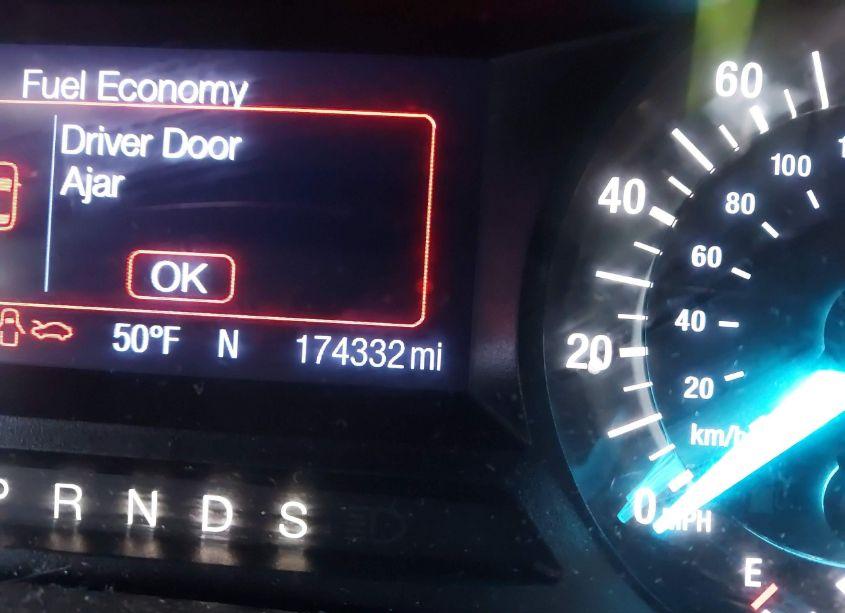 Fuel Economy
Driver Door
Ajar
OK
50°F N 174332 mi
R N D S
60
40
20
0
MPH
100
80
60
40
20
km/h
E